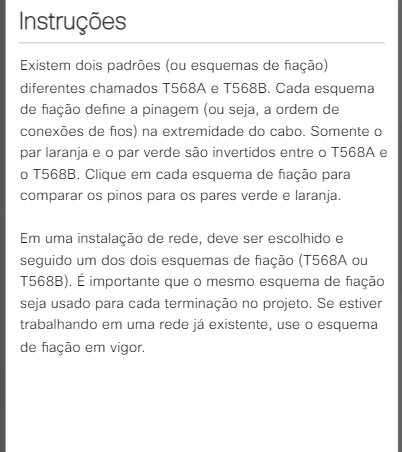 Instruções
Existem dois padrões (ou esquemas de fiação)
diferentes chamados T568A e T568B. Cada esquema
de fiação define a pinagem (ou seja, a ordem de
conexões de fios) na extremidade do cabo. Somente o
par laranja e o par verde são invertidos entre o T568A e
o T568B. Clique em cada esquema de fiação para
comparar os pinos para os pares verde e laranja.
Em uma instalação de rede, deve ser escolhido e
seguido um dos dois esquemas de fiação (T568A ou
T568B). É importante que o mesmo esquema de fiação
seja usado para cada terminação no projeto. Se estiver
trabalhando em uma rede já existente, use o esquema
de fiação em vigor.